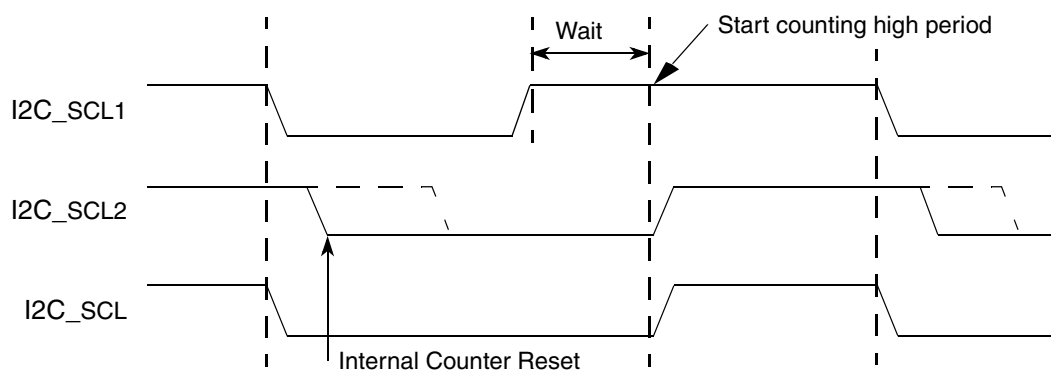 Start counting high period
Wait
I2C_SCL1
I2C_SCL2
I2C_SCL
Internal Counter Reset